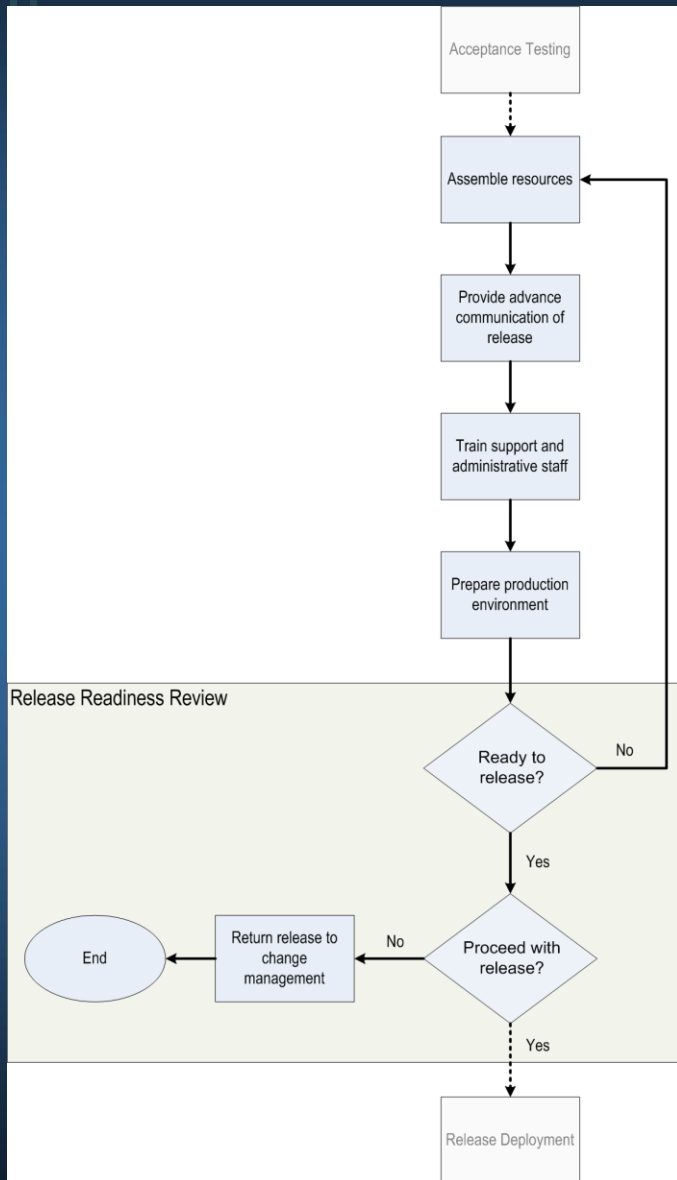 Acceptance Testing
Assemble resources
Provide advance
communication of
release
Train support and
administrative staff
Prepare production
environment
Release Readiness Review
Ready to
release?
No
Yes
Proceed with
release?
No
Return release to
change
management
End
Yes
Release Deployment